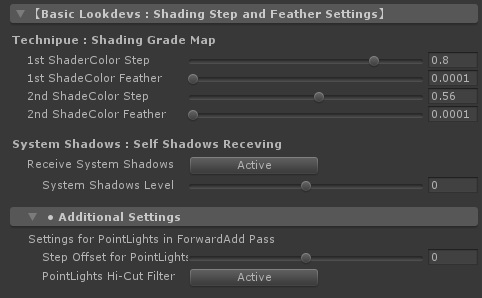 【Basic Lookdevs : Shading Step and Feather Settings】
Technipue : Shading Grade Map
1st ShaderColor Step 0.8
1st ShadeColor Feather 0.0001
2nd ShadeColor Step 0.56
2nd ShadeColor Feather 0.0001
System Shadows : Self Shadows Receving
Receive System Shadows Active
System Shadows Level 0
● Additional Settings
Settings for PointLights in ForwardAdd Pass
Step Offset for PointLights 0
PointLights Hi-Cut Filter Active